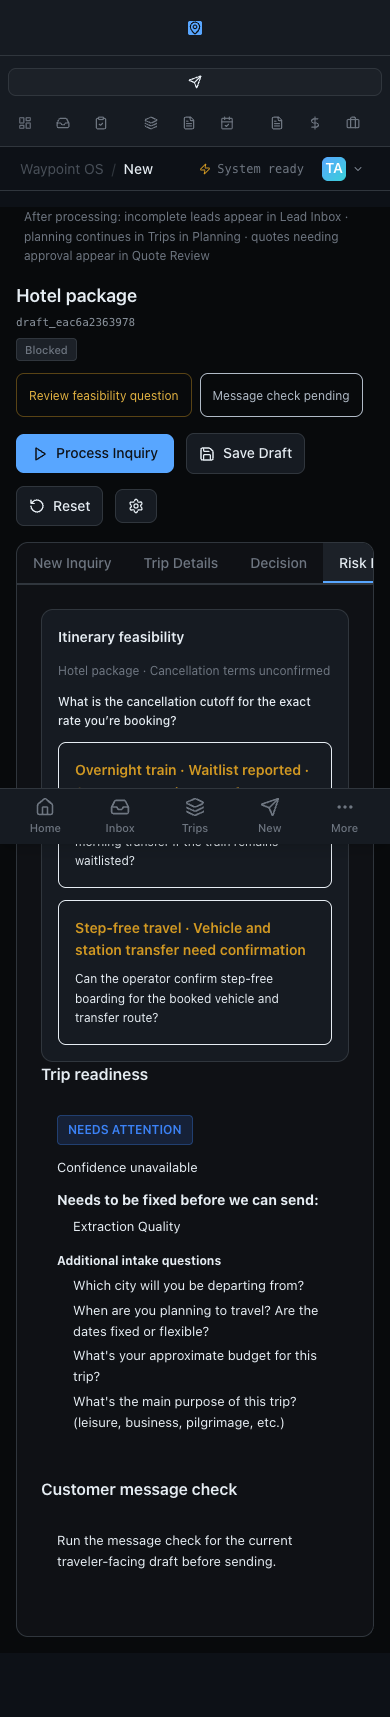 Waypoint OS / New
System ready
TA
After processing: incomplete leads appear in Lead Inbox ·
planning continues in Trips in Planning · quotes needing
approval appear in Quote Review
Hotel package
draft_eac6a2363978
Blocked
Review feasibility question
Message check pending
Process Inquiry
Save Draft
Reset
New Inquiry
Trip Details
Decision
Risk
Itinerary feasibility
Hotel package · Cancellation terms unconfirmed
What is the cancellation cutoff for the exact
rate you're booking?
Overnight train · Waitlist reported ·
Home
Inbox
Trips
New
More
morning transfer if the train remains
waitlisted?
Step-free travel · Vehicle and
station transfer need confirmation
Can the operator confirm step-free
boarding for the booked vehicle and
transfer route?
Trip readiness
NEEDS ATTENTION
Confidence unavailable
Needs to be fixed before we can send:
Extraction Quality
Additional intake questions
Which city will you be departing from?
When are you planning to travel? Are the
dates fixed or flexible?
What's your approximate budget for this
trip?
What's the main purpose of this trip?
(leisure, business, pilgrimage, etc.)
Customer message check
Run the message check for the current
traveler-facing draft before sending.